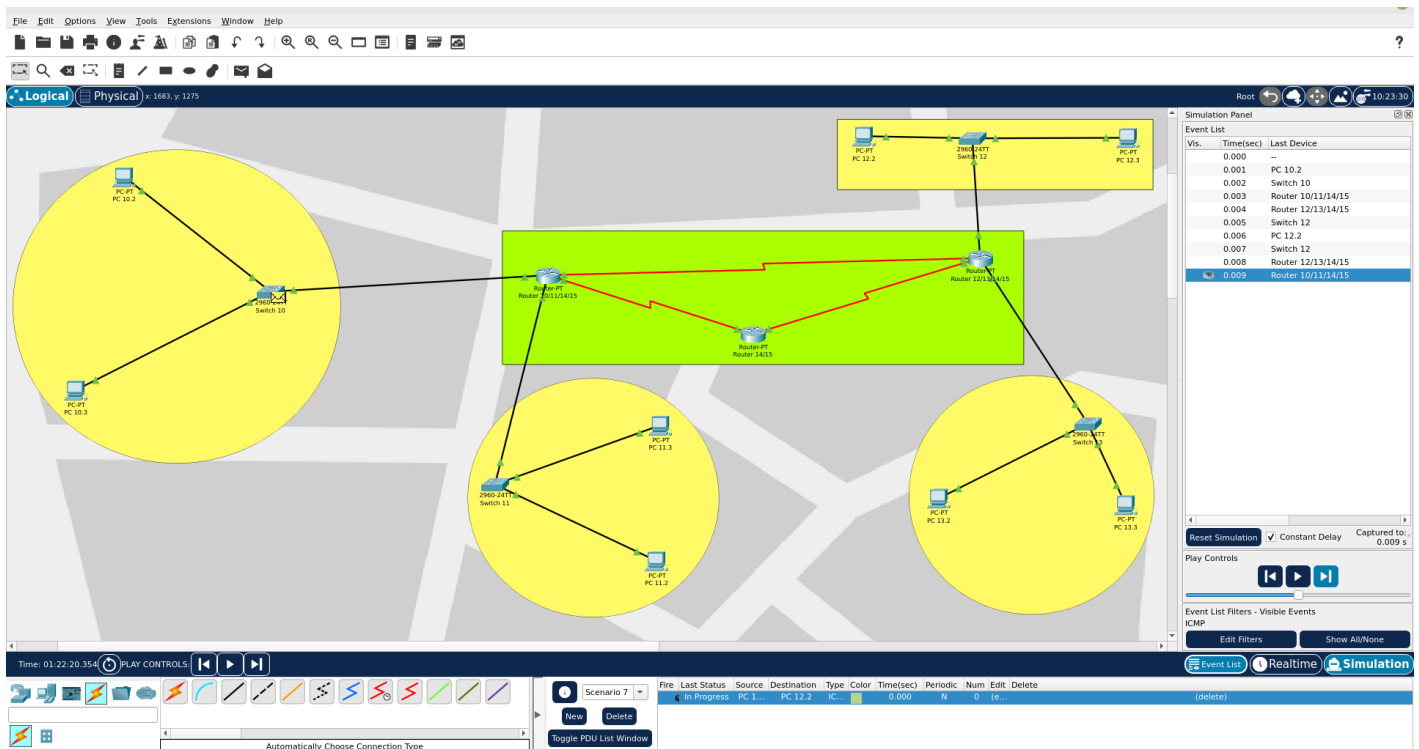 File Edit Options View Tools Extensions Window Help
?
Logical Physical x: 1683, y: 1275 Root 10:23:30
Simulation Panel
Event List
Vis. Time(sec) Last Device
0.000 --
0.001 PC 10.2
0.002 Switch 10
0.003 Router 10/11/14/15
0.004 Router 12/13/14/15
0.005 Switch 12
0.006 PC 12.2
0.007 Switch 12
0.008 Router 12/13/14/15
0.009 Router 10/11/14/15
PC-PT
PC 12.2
2960-24TT
Switch 12
PC-PT
PC 12.3
PC-PT
PC 10.2
Router-PT
Router 12/13/14/15
Router-PT
Router 10/11/14/15
2960-24TT
Switch 10
Router-PT
Router 14/15
PC-PT
PC 10.3
PC-PT
PC 11.3
2960-24TT
Switch 13
2960-24TT
Switch 11
PC-PT
PC 13.2
PC-PT
PC 13.3
PC-PT
PC 11.2
Reset Simulation Constant Delay Captured to:
0.009 s
Play Controls
Event List Filters - Visible Events
ICMP
Edit Filters Show All/None
Time: 01:22:20.354 PLAY CONTROLS: Event List Realtime Simulation
Scenario 7
New Delete
Toggle PDU List Window
Fire Last Status Source Destination Type Color Time(sec) Periodic Num Edit Delete
In Progress PC 1... PC 12.2 IC... 0.000 N 0 (e... (delete)
Automatically Choose Connection Type